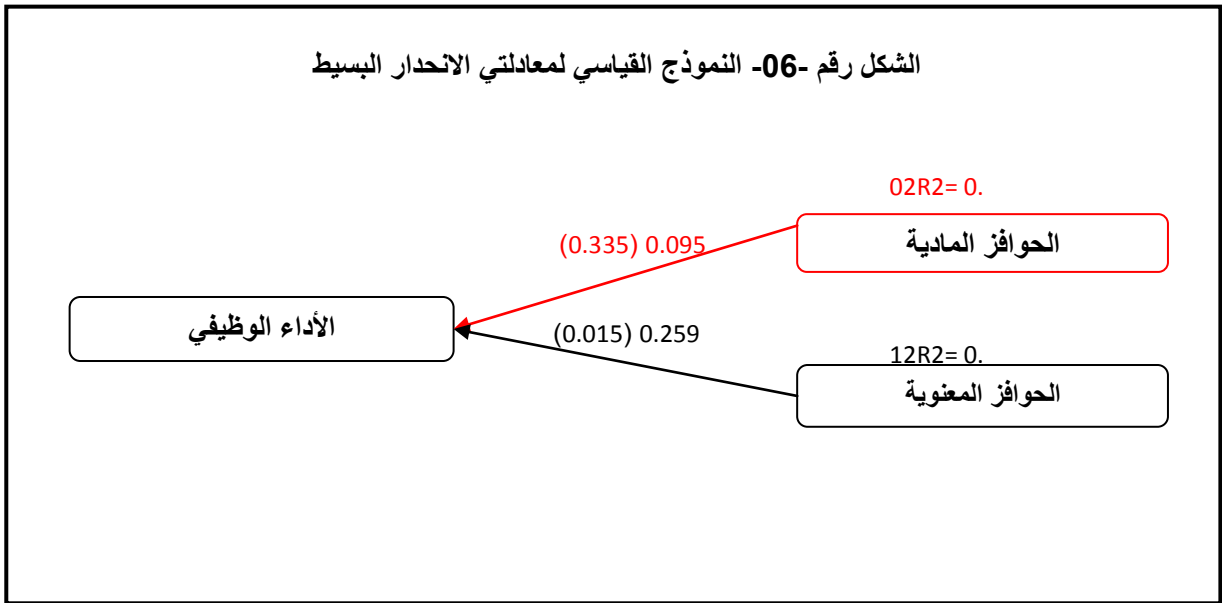 الشكل رقم -06- النموذج القياسي لمعادلتي الانحدار البسيط
02R2= 0.
الحوافز المادية
(0.335) 0.095
الأداء الوظيفي
(0.015) 0.259
12R2= 0.
الحوافز المعنوية